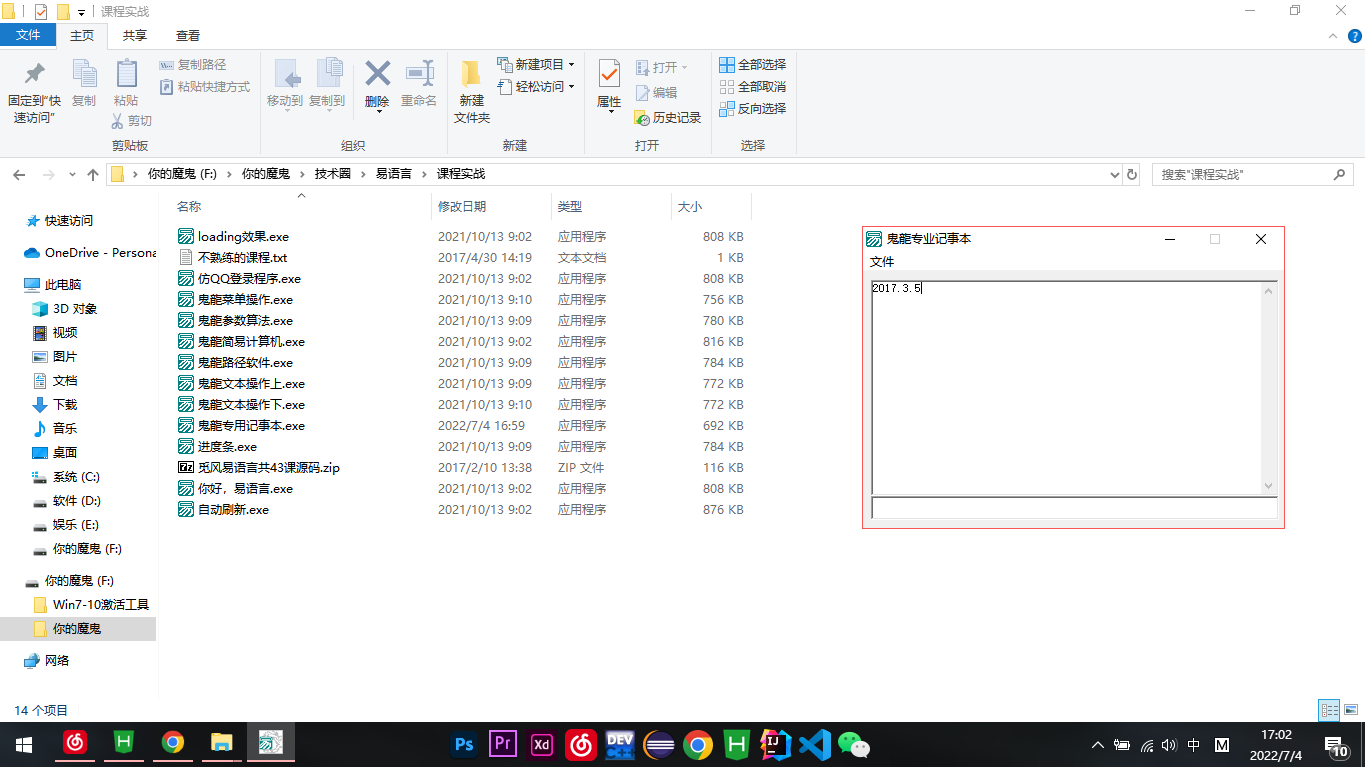 课程实战
文件 主页 共享 查看
固定到"快速访问"
复制
粘贴
复制路径
粘贴快捷方式
剪切
剪贴板
移动到 复制到 删除 重命名
组织
新建文件夹
新建项目
轻松访问
新建
属性
打开
编辑
历史记录
打开
全部选择
全部取消
反向选择
选择
你的魔鬼 (F:) 你的魔鬼 技术圈 易语言 课程实战
搜索"课程实战"
快速访问
OneDrive - Persona
此电脑
3D 对象
视频
图片
文档
下载
音乐
桌面
系统 (C:)
软件 (D:)
娱乐 (E:)
你的魔鬼 (F:)
你的魔鬼 (F:)
Win7-10激活工具
你的魔鬼
网络
名称 修改日期 类型 大小
loading效果.exe 2021/10/13 9:02 应用程序 808 KB
不熟练的课程.txt 2017/4/30 14:19 文本文档 1 KB
仿QQ登录程序.exe 2021/10/13 9:02 应用程序 808 KB
鬼龍菜单操作.exe 2021/10/13 9:10 应用程序 756 KB
鬼龍参数算法.exe 2021/10/13 9:09 应用程序 780 KB
鬼龍简易计算机.exe 2021/10/13 9:02 应用程序 816 KB
鬼龍路径软件.exe 2021/10/13 9:09 应用程序 784 KB
鬼龍文本操作上.exe 2021/10/13 9:09 应用程序 772 KB
鬼龍文本操作下.exe 2021/10/13 9:10 应用程序 772 KB
鬼龍专用记事本.exe 2022/7/4 16:59 应用程序 692 KB
进度条.exe 2021/10/13 9:09 应用程序 784 KB
觅风易语言共43课源码.zip 2017/2/10 13:38 ZIP 文件 116 KB
你好，易语言.exe 2021/10/13 9:02 应用程序 808 KB
自动刷新.exe 2021/10/13 9:02 应用程序 876 KB
鬼龍专业记事本
文件
2017.3.5
14 个项目
Ps Pr Xd DEV C++ H IJ
中 M
17:02
2022/7/4
10